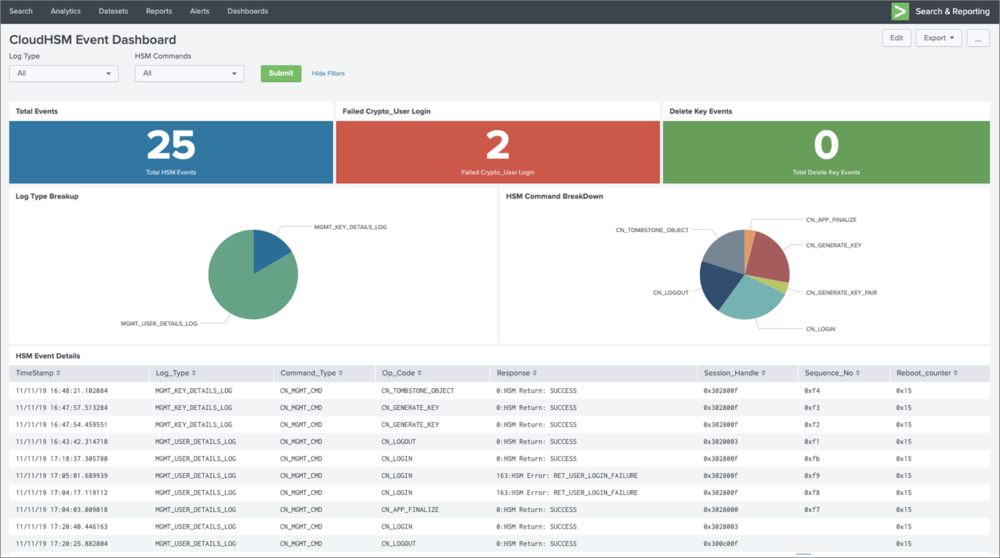 Search Analytics Datasets Reports Alerts Dashboards Search & Reporting
CloudHSM Event Dashboard Edit Export ...
Log Type HSM Commands
All All Submit Hide Filters
Total Events Failed Crypto_User Login Delete Key Events
25 2 0
Total HSM Events Failed Crypto_User Login Total Delete Key Events
Log Type Breakup
MGMT_KEY_DETAILS_LOG
MGMT_USER_DETAILS_LOG
HSM Command BreakDown
CN_APP_FINALIZE
CN_TOMBSTONE_OBJECT
CN_GENERATE_KEY
CN_LOGOUT
CN_GENERATE_KEY_PAIR
CN_LOGIN
HSM Event Details
TimeStamp Log_Type Command_Type Op_Code Response Session_Handle Sequence_No Reboot_counter
11/11/19 16:48:21.102084 MGMT_KEY_DETAILS_LOG CN_MGMT_CMD CN_TOMBSTONE_OBJECT 0:HSM Return: SUCCESS 0x302800f 0xf4 0x15
11/11/19 16:47:57.513284 MGMT_KEY_DETAILS_LOG CN_MGMT_CMD CN_GENERATE_KEY 0:HSM Return: SUCCESS 0x302800f 0xf3 0x15
11/11/19 16:47:54.459551 MGMT_KEY_DETAILS_LOG CN_MGMT_CMD CN_GENERATE_KEY 0:HSM Return: SUCCESS 0x302800f 0xf2 0x15
11/11/19 16:43:42.314710 MGMT_USER_DETAILS_LOG CN_MGMT_CMD CN_LOGOUT 0:HSM Return: SUCCESS 0x3020003 0xf1 0x15
11/11/19 17:18:37.305780 MGMT_USER_DETAILS_LOG CN_MGMT_CMD CN_LOGIN 0:HSM Return: SUCCESS 0x302800f 0xfb 0x15
11/11/19 17:05:01.689939 MGMT_USER_DETAILS_LOG CN_MGMT_CMD CN_LOGIN 163:HSM Error: RET_USER_LOGIN_FAILURE 0x302800f 0xf9 0x15
11/11/19 17:04:17.119112 MGMT_USER_DETAILS_LOG CN_MGMT_CMD CN_LOGIN 163:HSM Error: RET_USER_LOGIN_FAILURE 0x302800f 0xf8 0x15
11/11/19 17:04:03.809018 MGMT_USER_DETAILS_LOG CN_MGMT_CMD CN_APP_FINALIZE 0:HSM Return: SUCCESS 0x3028000 0xf7 0x15
11/11/19 17:20:40.446163 MGMT_USER_DETAILS_LOG CN_MGMT_CMD CN_LOGIN 0:HSM Return: SUCCESS 0x3028003 0x15
11/11/19 17:20:25.882804 MGMT_USER_DETAILS_LOG CN_MGMT_CMD CN_LOGOUT 0:HSM Return: SUCCESS 0x300c00f 0x15